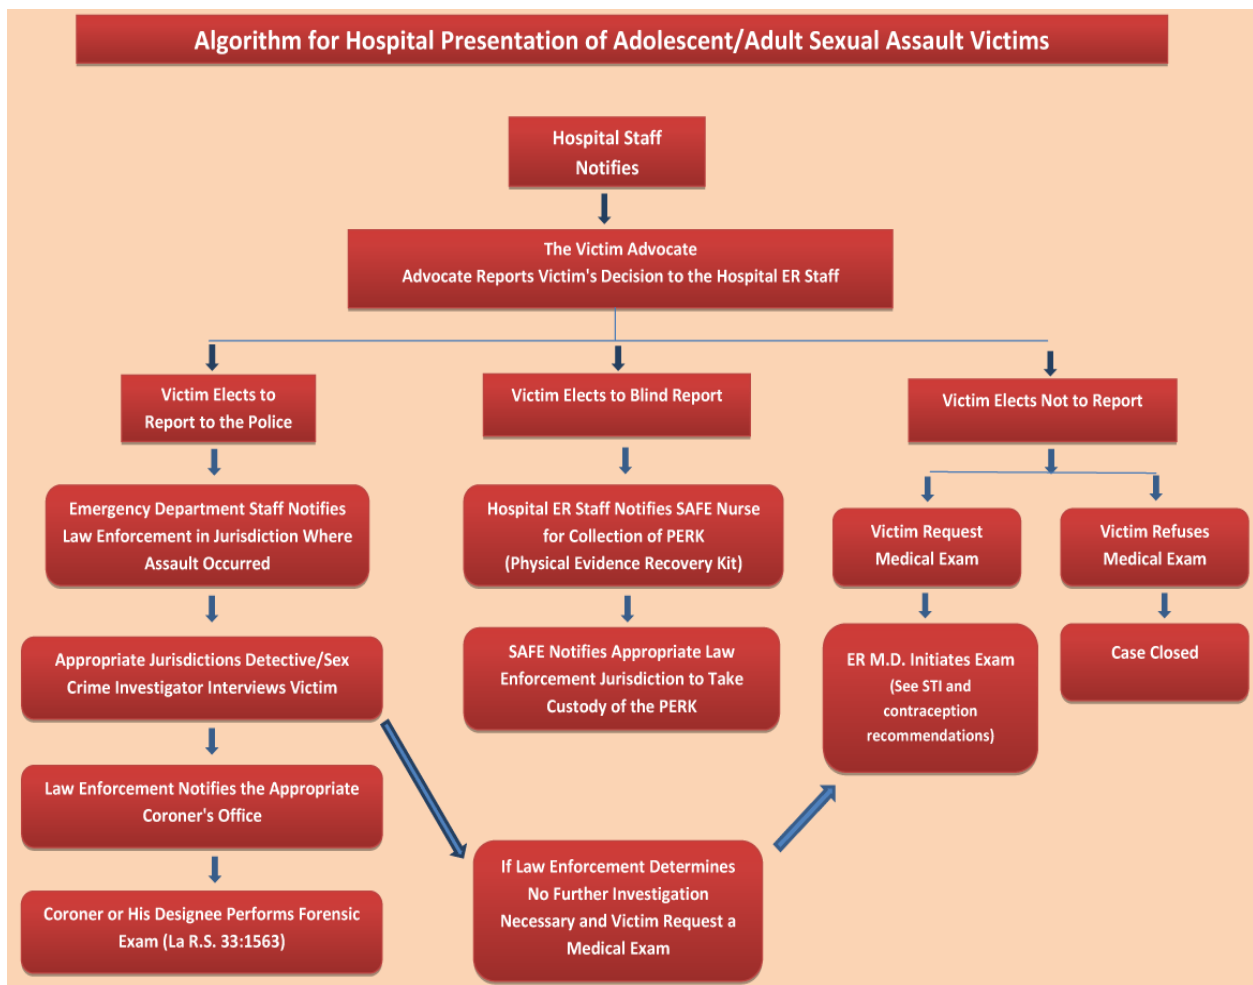 Algorithm for Hospital Presentation of Adolescent/Adult Sexual Assault Victims
Hospital Staff
Notifies
The Victim Advocate
Advocate Reports Victim's Decision to the Hospital ER Staff
Victim Elects to
Report to the Police
Emergency Department Staff Notifies
Law Enforcement in Jurisdiction Where
Assault Occurred
Appropriate Jurisdictions Detective/Sex
Crime Investigator Interviews Victim
Law Enforcement Notifies the Appropriate
Coroner's Office
Coroner or His Designee Performs Forensic
Exam (La R.S. 33:1563)
If Law Enforcement Determines
No Further Investigation
Necessary and Victim Request a
Medical Exam
Victim Elects to Blind Report
Hospital ER Staff Notifies SAFE Nurse
for Collection of PERK
(Physical Evidence Recovery Kit)
SAFE Notifies Appropriate Law
Enforcement Jurisdiction to Take
Custody of the PERK
Victim Elects Not to Report
Victim Request
Medical Exam
ER M.D. Initiates Exam
(See STI and
contraception
recommendations)
Victim Refuses
Medical Exam
Case Closed